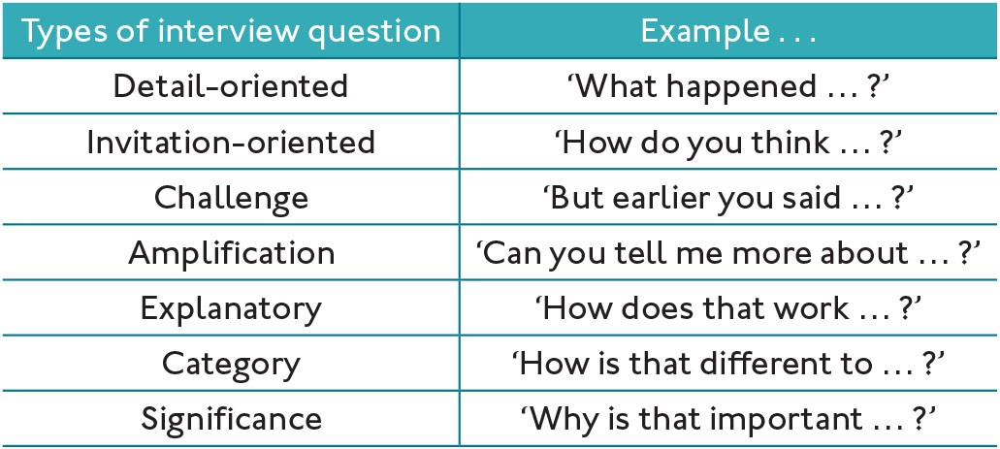 Types of interview question Example . . .
Detail-oriented ‘What happened … ?’
Invitation-oriented ‘How do you think … ?’
Challenge ‘But earlier you said … ?’
Amplification ‘Can you tell me more about … ?’
Explanatory ‘How does that work … ?’
Category ‘How is that different to … ?’
Significance ‘Why is that important … ?’